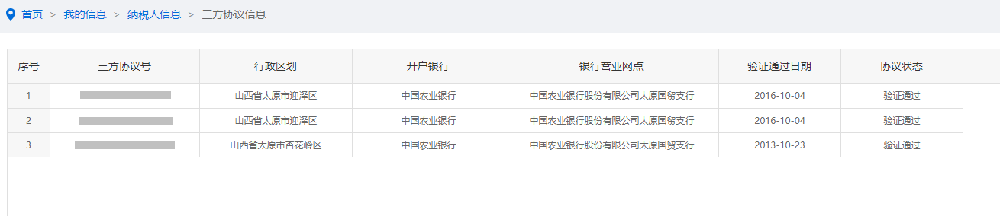 首页 > 我的信息 > 纳税人信息 > 三方协议信息
序号 三方协议号 行政区划 开户银行 银行营业网点 验证通过日期 协议状态
1 山西省太原市迎泽区 中国农业银行 中国农业银行股份有限公司太原国贸支行 2016-10-04 验证通过
2 山西省太原市迎泽区 中国农业银行 中国农业银行股份有限公司太原国贸支行 2016-10-04 验证通过
3 山西省太原市杏花岭区 中国农业银行 中国农业银行股份有限公司太原国贸支行 2013-10-23 验证通过